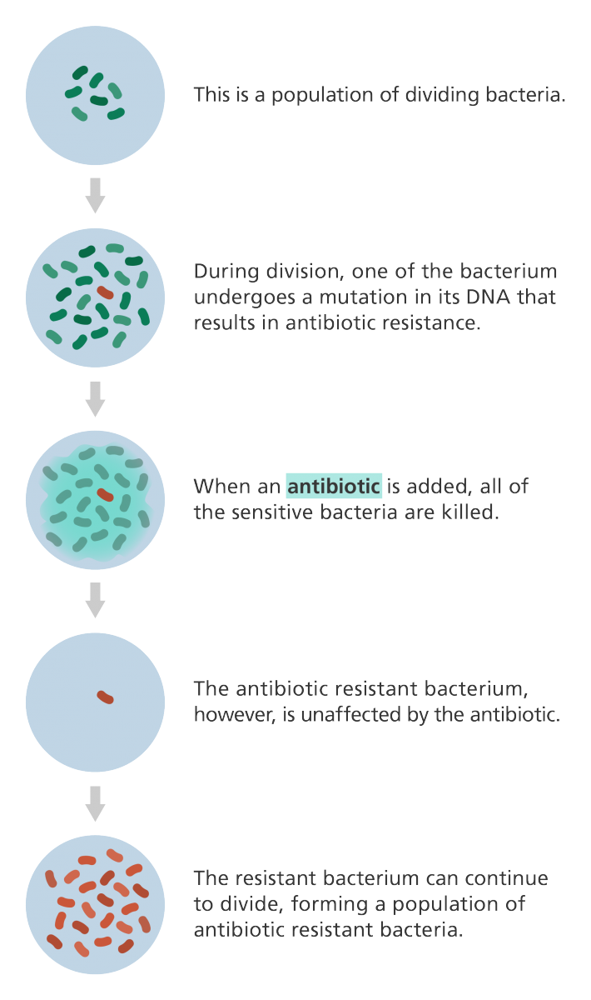 This is a population of dividing bacteria.
During division, one of the bacterium
undergoes a mutation in its DNA that
results in antibiotic resistance.
When an antibiotic is added, all of
the sensitive bacteria are killed.
The antibiotic resistant bacterium,
however, is unaffected by the antibiotic.
The resistant bacterium can continue
to divide, forming a population of
antibiotic resistant bacteria.